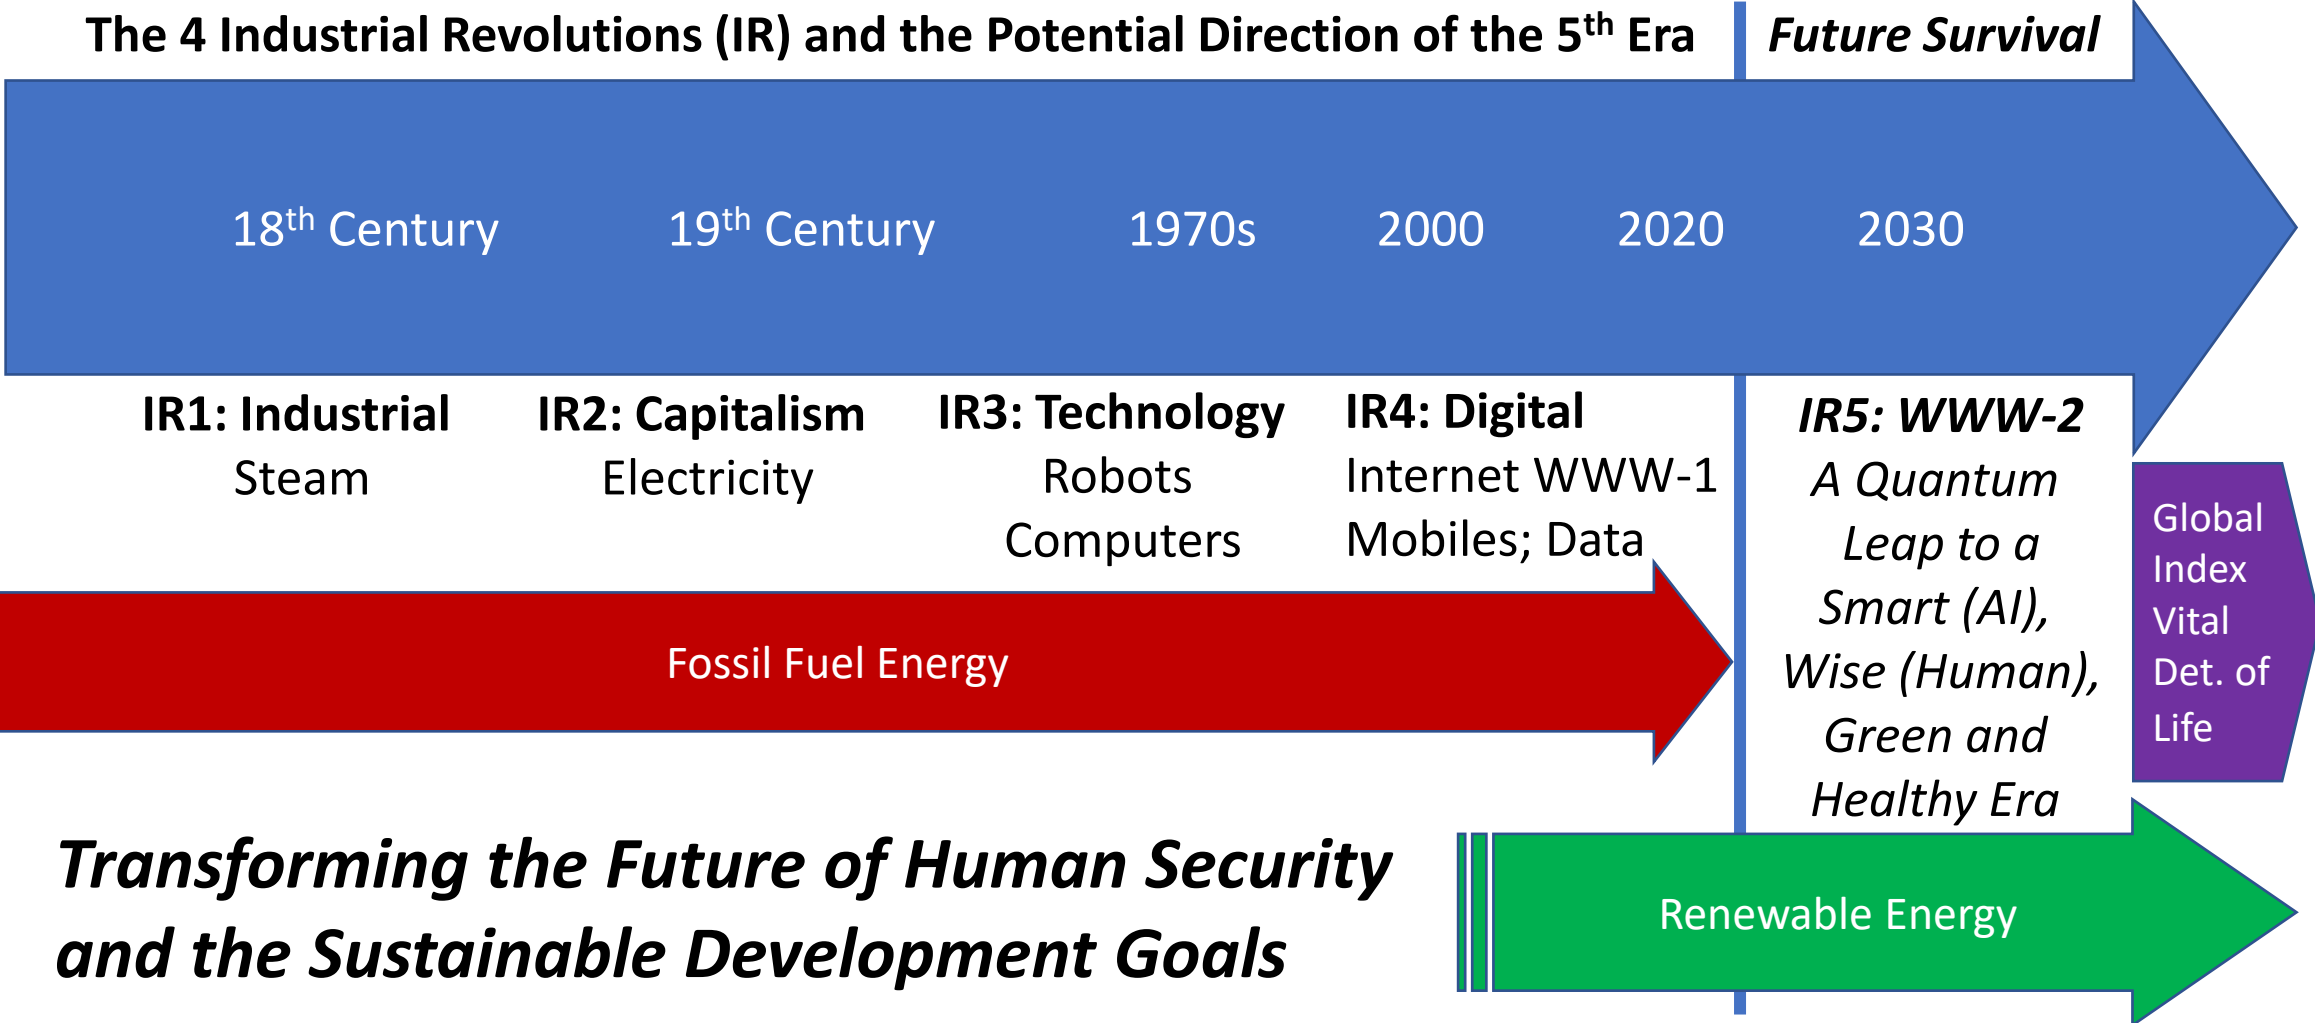 The 4 Industrial Revolutions (IR) and the Potential Direction of the 5th Era
Future Survival
18th Century
19th Century
1970s
2000
2020
2030
IR1: Industrial
Steam
IR2: Capitalism
Electricity
IR3: Technology
Robots
Computers
IR4: Digital
Internet WWW-1
Mobiles; Data
IR5: WWW-2
A Quantum
Leap to a
Smart (AI),
Wise (Human),
Green and
Healthy Era
Global
Index
Vital
Det. of
Life
Fossil Fuel Energy
Transforming the Future of Human Security
and the Sustainable Development Goals
Renewable Energy